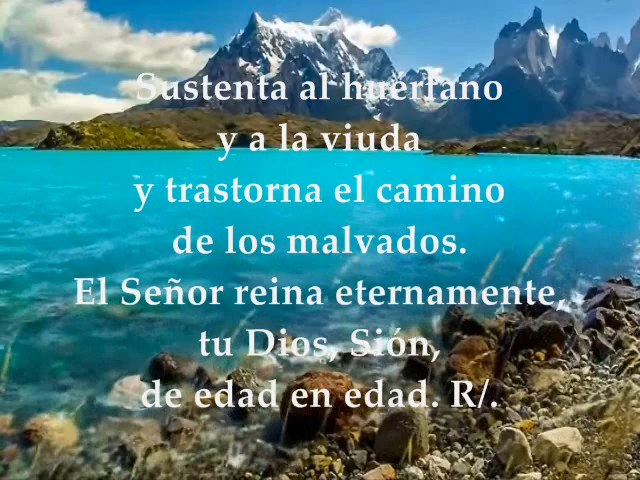 Sustenta al huérfano
y a la viuda
y trastorna el camino
de los malvados.
El Señor reina eternamente,
tu Dios, Sión,
de edad en edad. R/.